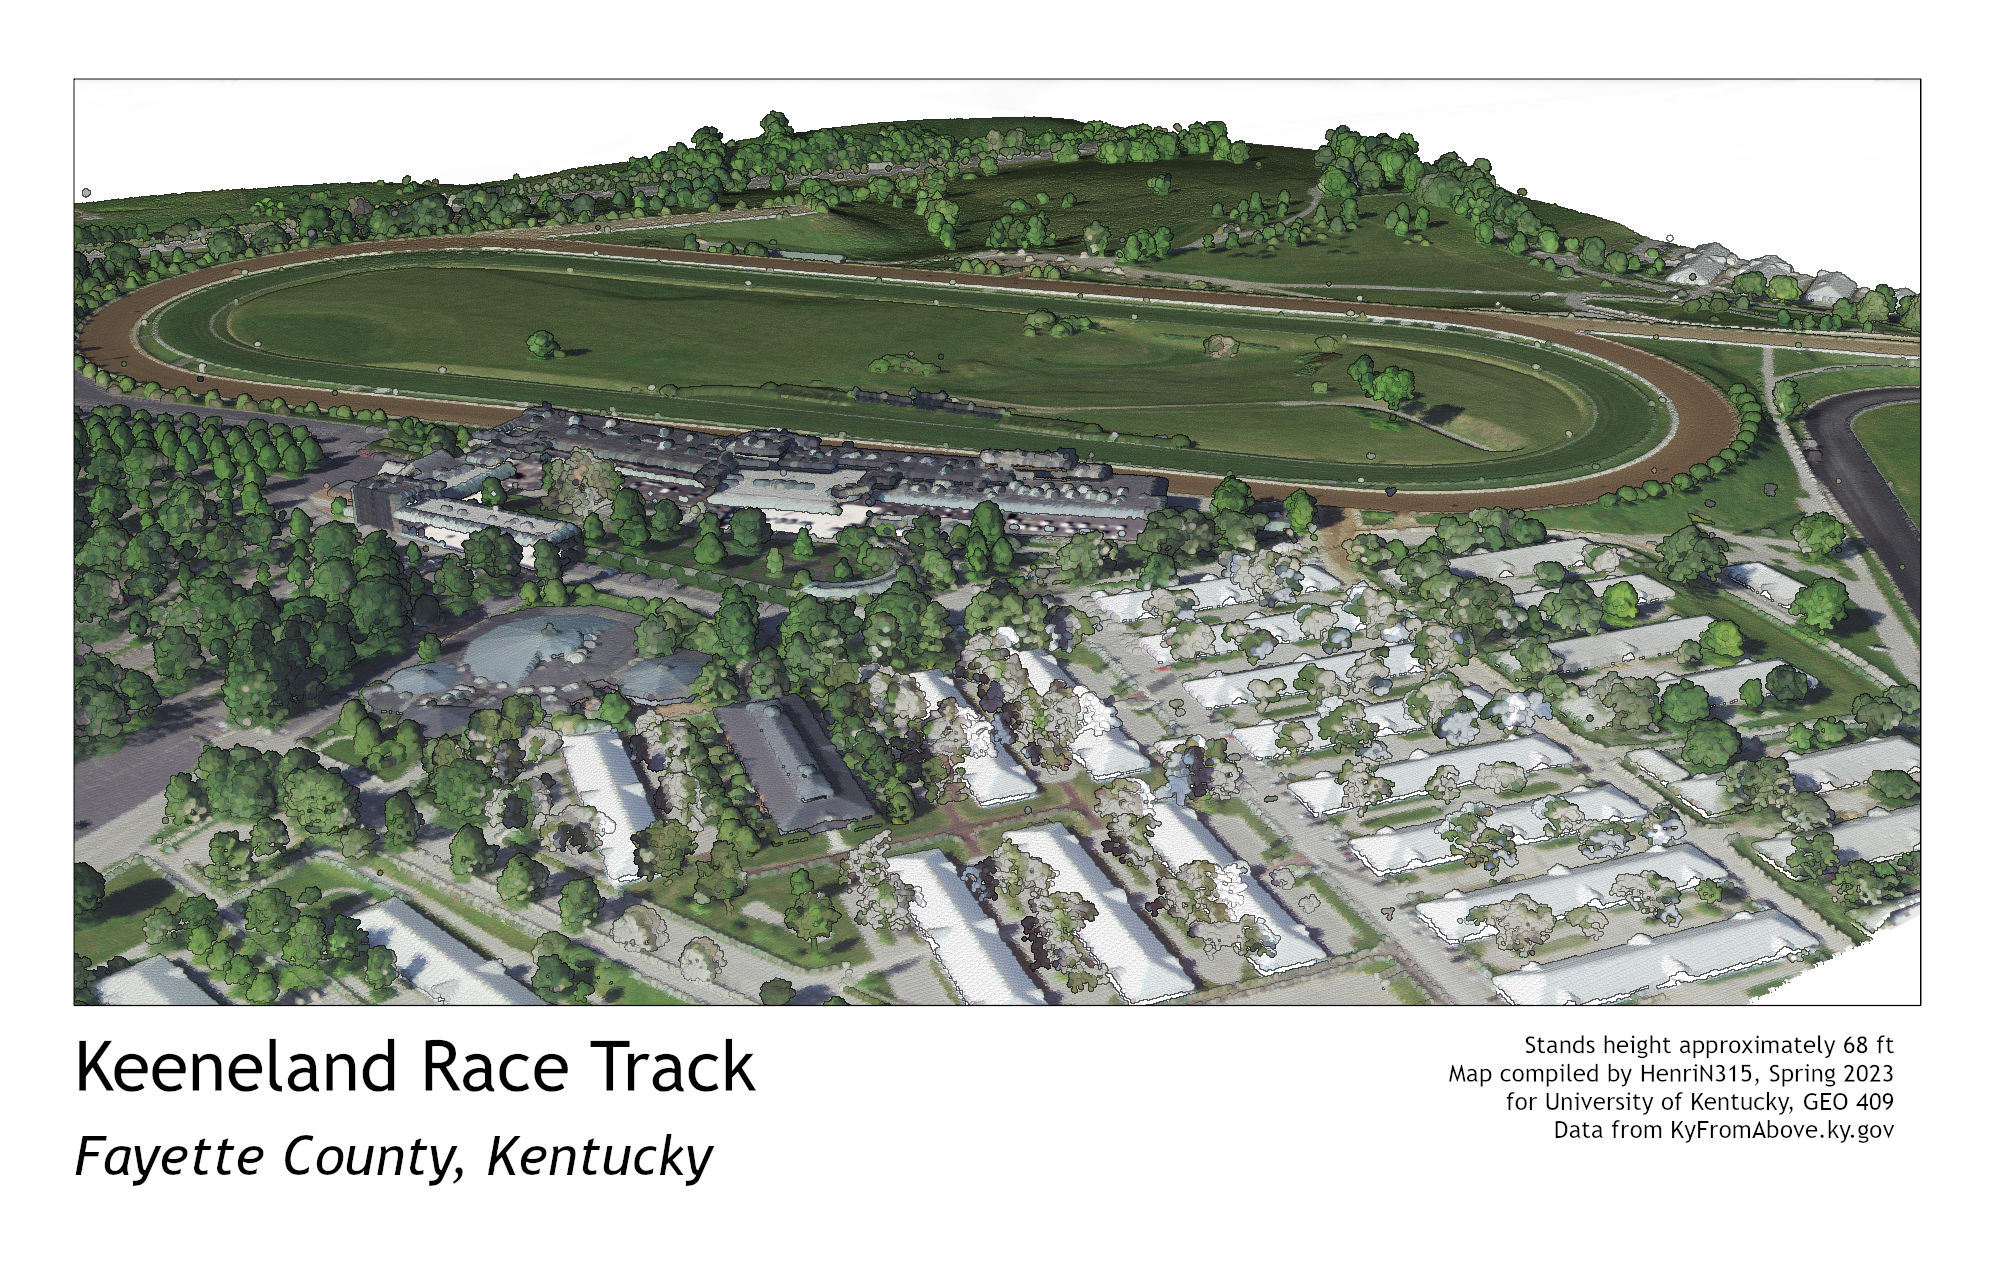 Keeneland Race Track
Fayette County, Kentucky
Stands height approximately 68 ft
Map compiled by HenriN315, Spring 2023
for University of Kentucky, GEO 409
Data from KyFromAbove.ky.gov